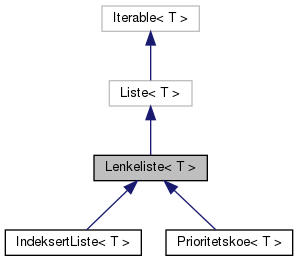 Iterable< T >
Liste< T >
Lenkeliste< T >
IndeksertListe< T >
Prioritetskoe< T >